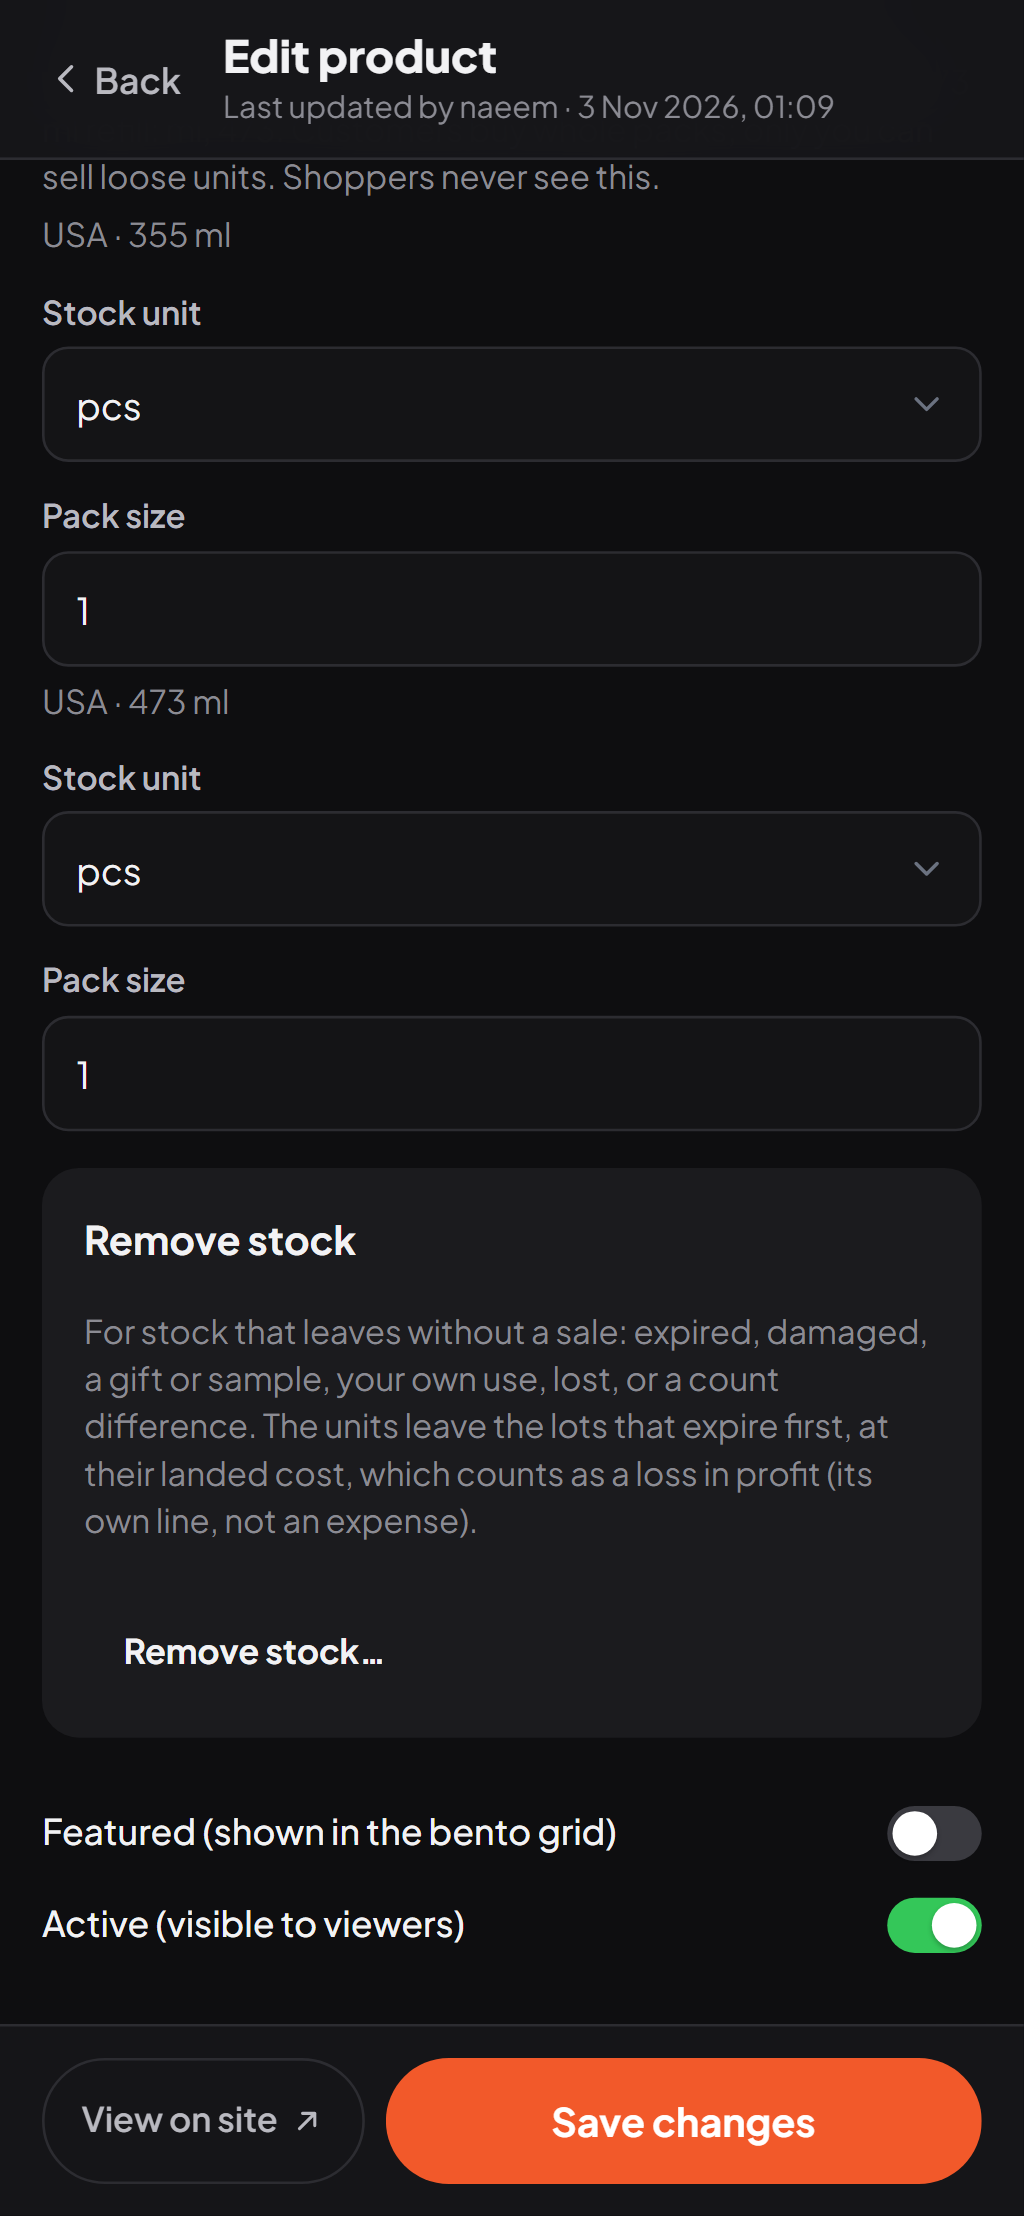 Back
Edit product
Last updated by naeem · 3 Nov 2026, 01:09
sell loose units. Shoppers never see this.
USA · 355 ml
Stock unit
pcs
Pack size
1
USA · 473 ml
Stock unit
pcs
Pack size
1
Remove stock
For stock that leaves without a sale: expired, damaged,
a gift or sample, your own use, lost, or a count
difference. The units leave the lots that expire first, at
their landed cost, which counts as a loss in profit (its
own line, not an expense).
Remove stock…
Featured (shown in the bento grid)
Active (visible to viewers)
View on site ↗
Save changes